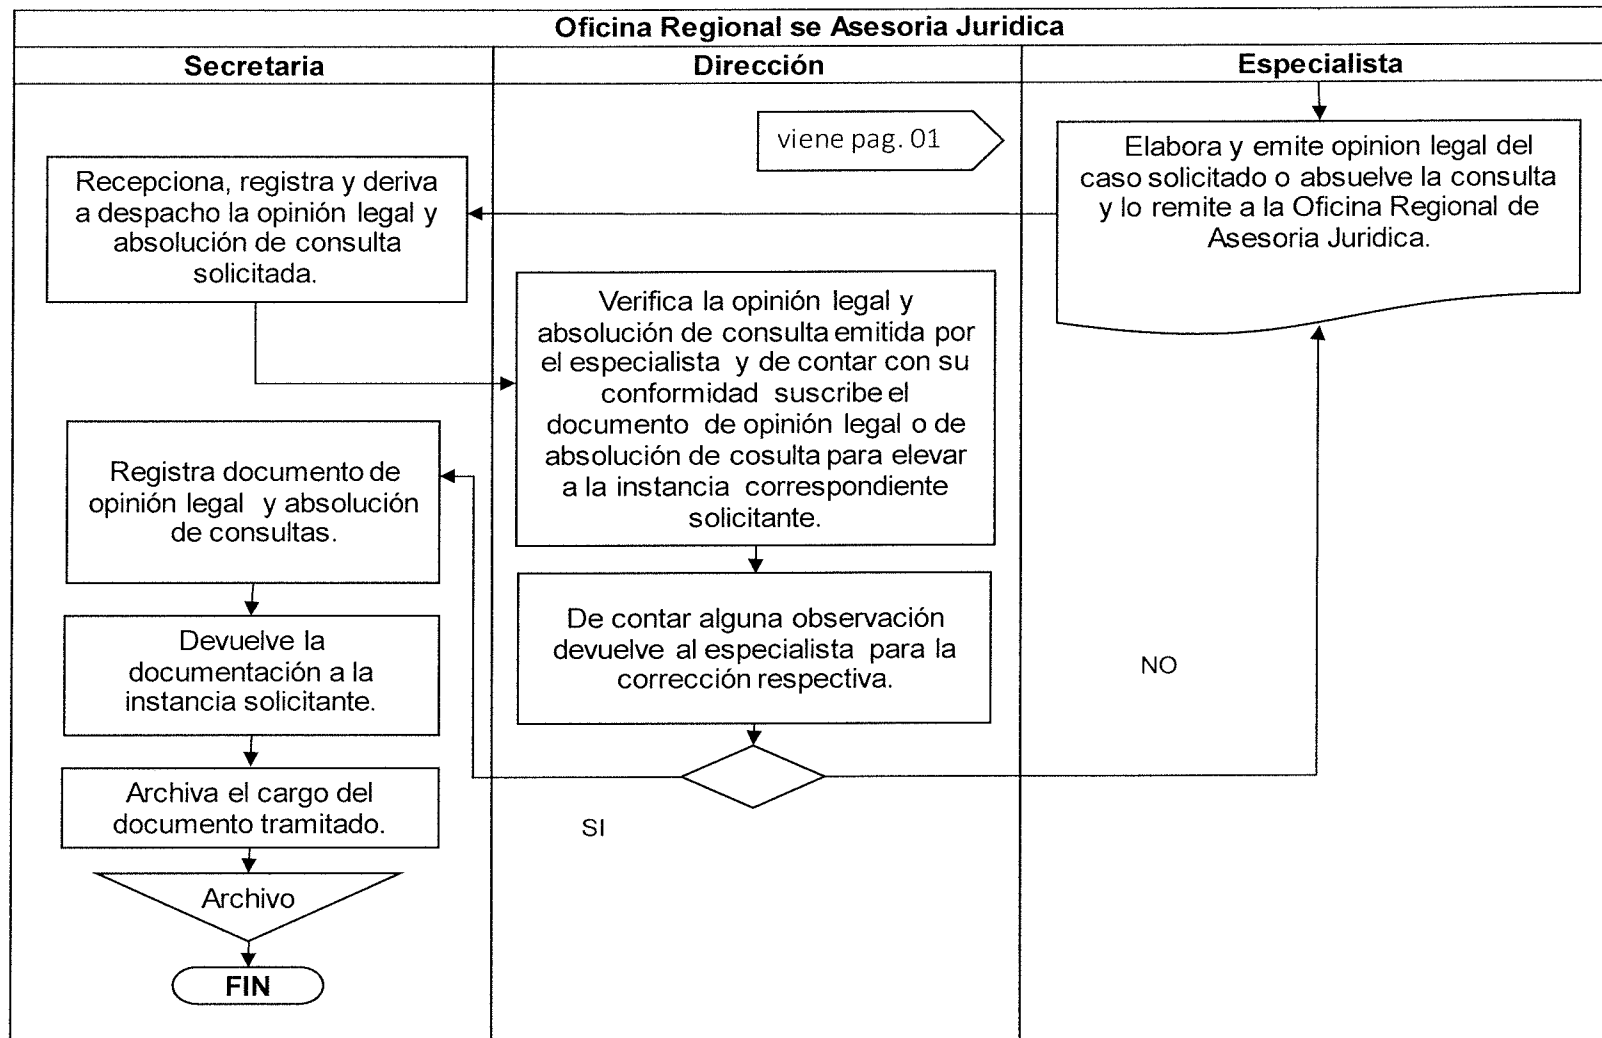 Oficina Regional se Asesoria Juridica
Secretaria
Dirección
Especialista
viene pag. 01
Elabora y emite opinion legal del
caso solicitado o absuelve la consulta
y lo remite a la Oficina Regional de
Asesoria Juridica.
Recepciona, registra y deriva
a despacho la opinión legal y
absolución de consulta
solicitada.
Verifica la opinión legal y
absolución de consulta emitida por
el especialista y de contar con su
conformidad suscribe el
documento de opinión legal o de
absolución de cosulta para elevar
a la instancia correspondiente
solicitante.
De contar alguna observación
devuelve al especialista para la
corrección respectiva.
NO
SI
Registra documento de
opinión legal y absolución
de consultas.
Devuelve la
documentación a la
instancia solicitante.
Archiva el cargo del
documento tramitado.
Archivo
FIN